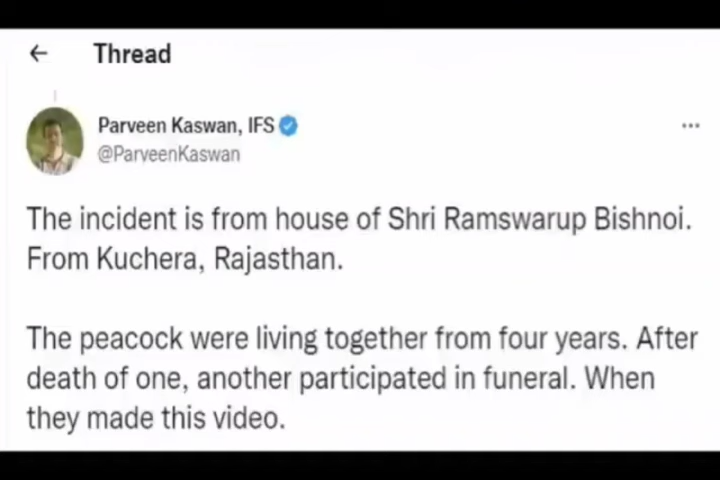 Thread
Parveen Kaswan, IFS
@ParveenKaswan
The incident is from house of Shri Ramswarup Bishnoi.
From Kuchera, Rajasthan.
The peacock were living together from four years. After
death of one, another participated in funeral. When
they made this video.